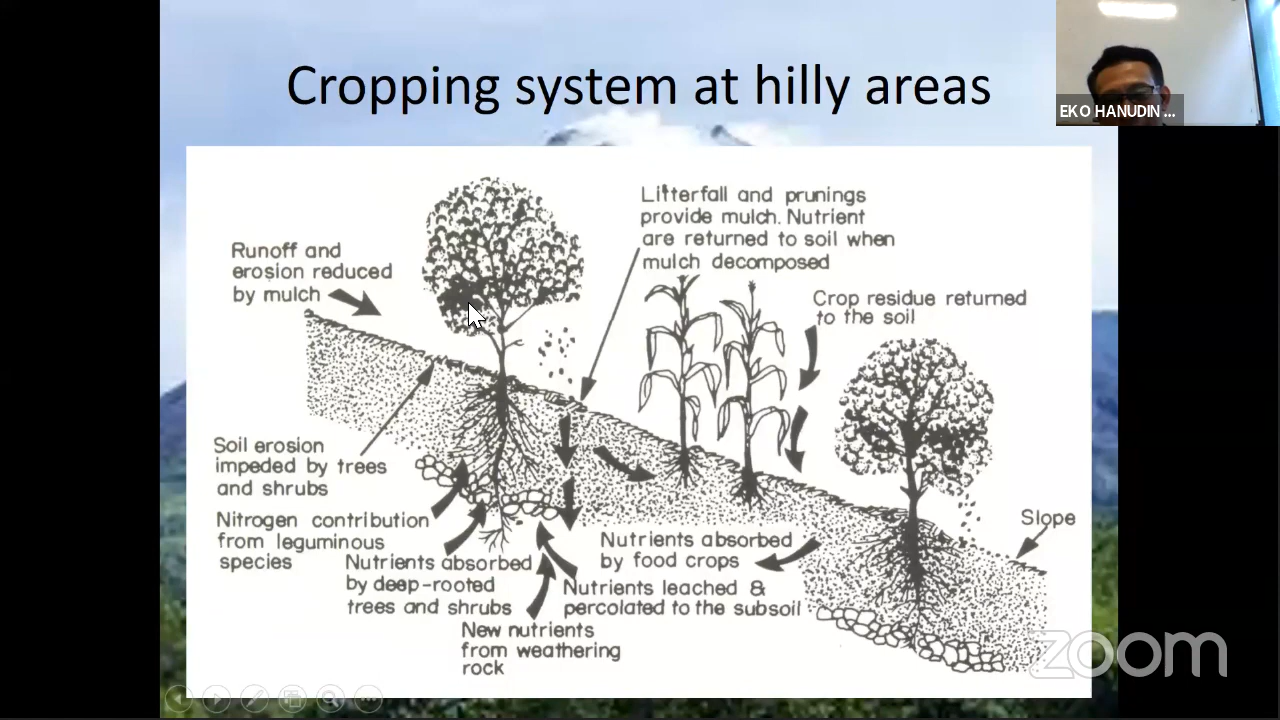 Cropping system at hilly areas
EKO HANUDIN ...
Litterfall and prunings
provide mulch. Nutrient
are returned to soil when
mulch decomposed
Runoff and
erosion reduced
by mulch
Crop residue returned
to the soil
Soil erosion
impeded by trees
and shrubs
Nitrogen contribution
from leguminous
species
Nutrients absorbed
by deep-rooted
trees and shrubs
New nutrients
from weathering
rock
Nutrients leached &
percolated to the subsoil
Nutrients absorbed
by food crops
Slope
zoom